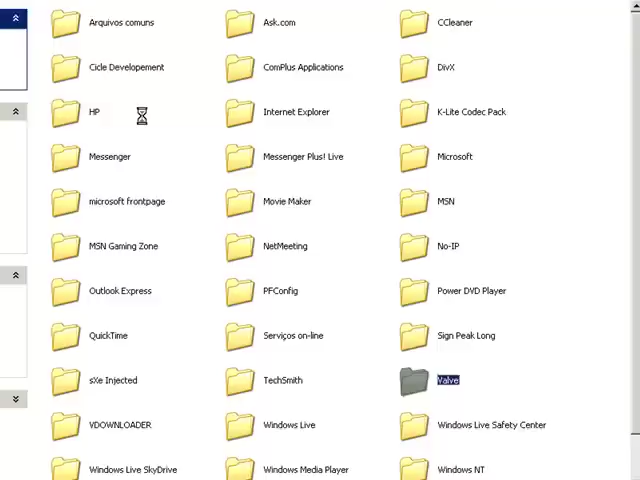 Arquivos comuns
Ask.com
CCleaner
Cicle Developement
ComPlus Applications
DivX
HP
Internet Explorer
K-Lite Codec Pack
Messenger
Messenger Plus! Live
Microsoft
microsoft frontpage
Movie Maker
MSN
MSN Gaming Zone
NetMeeting
No-IP
Outlook Express
PFConfig
Power DVD Player
QuickTime
Serviços on-line
Sign Peak Long
sXe Injected
TechSmith
Valve
VDOWNLOADER
Windows Live
Windows Live Safety Center
Windows Live SkyDrive
Windows Media Player
Windows NT